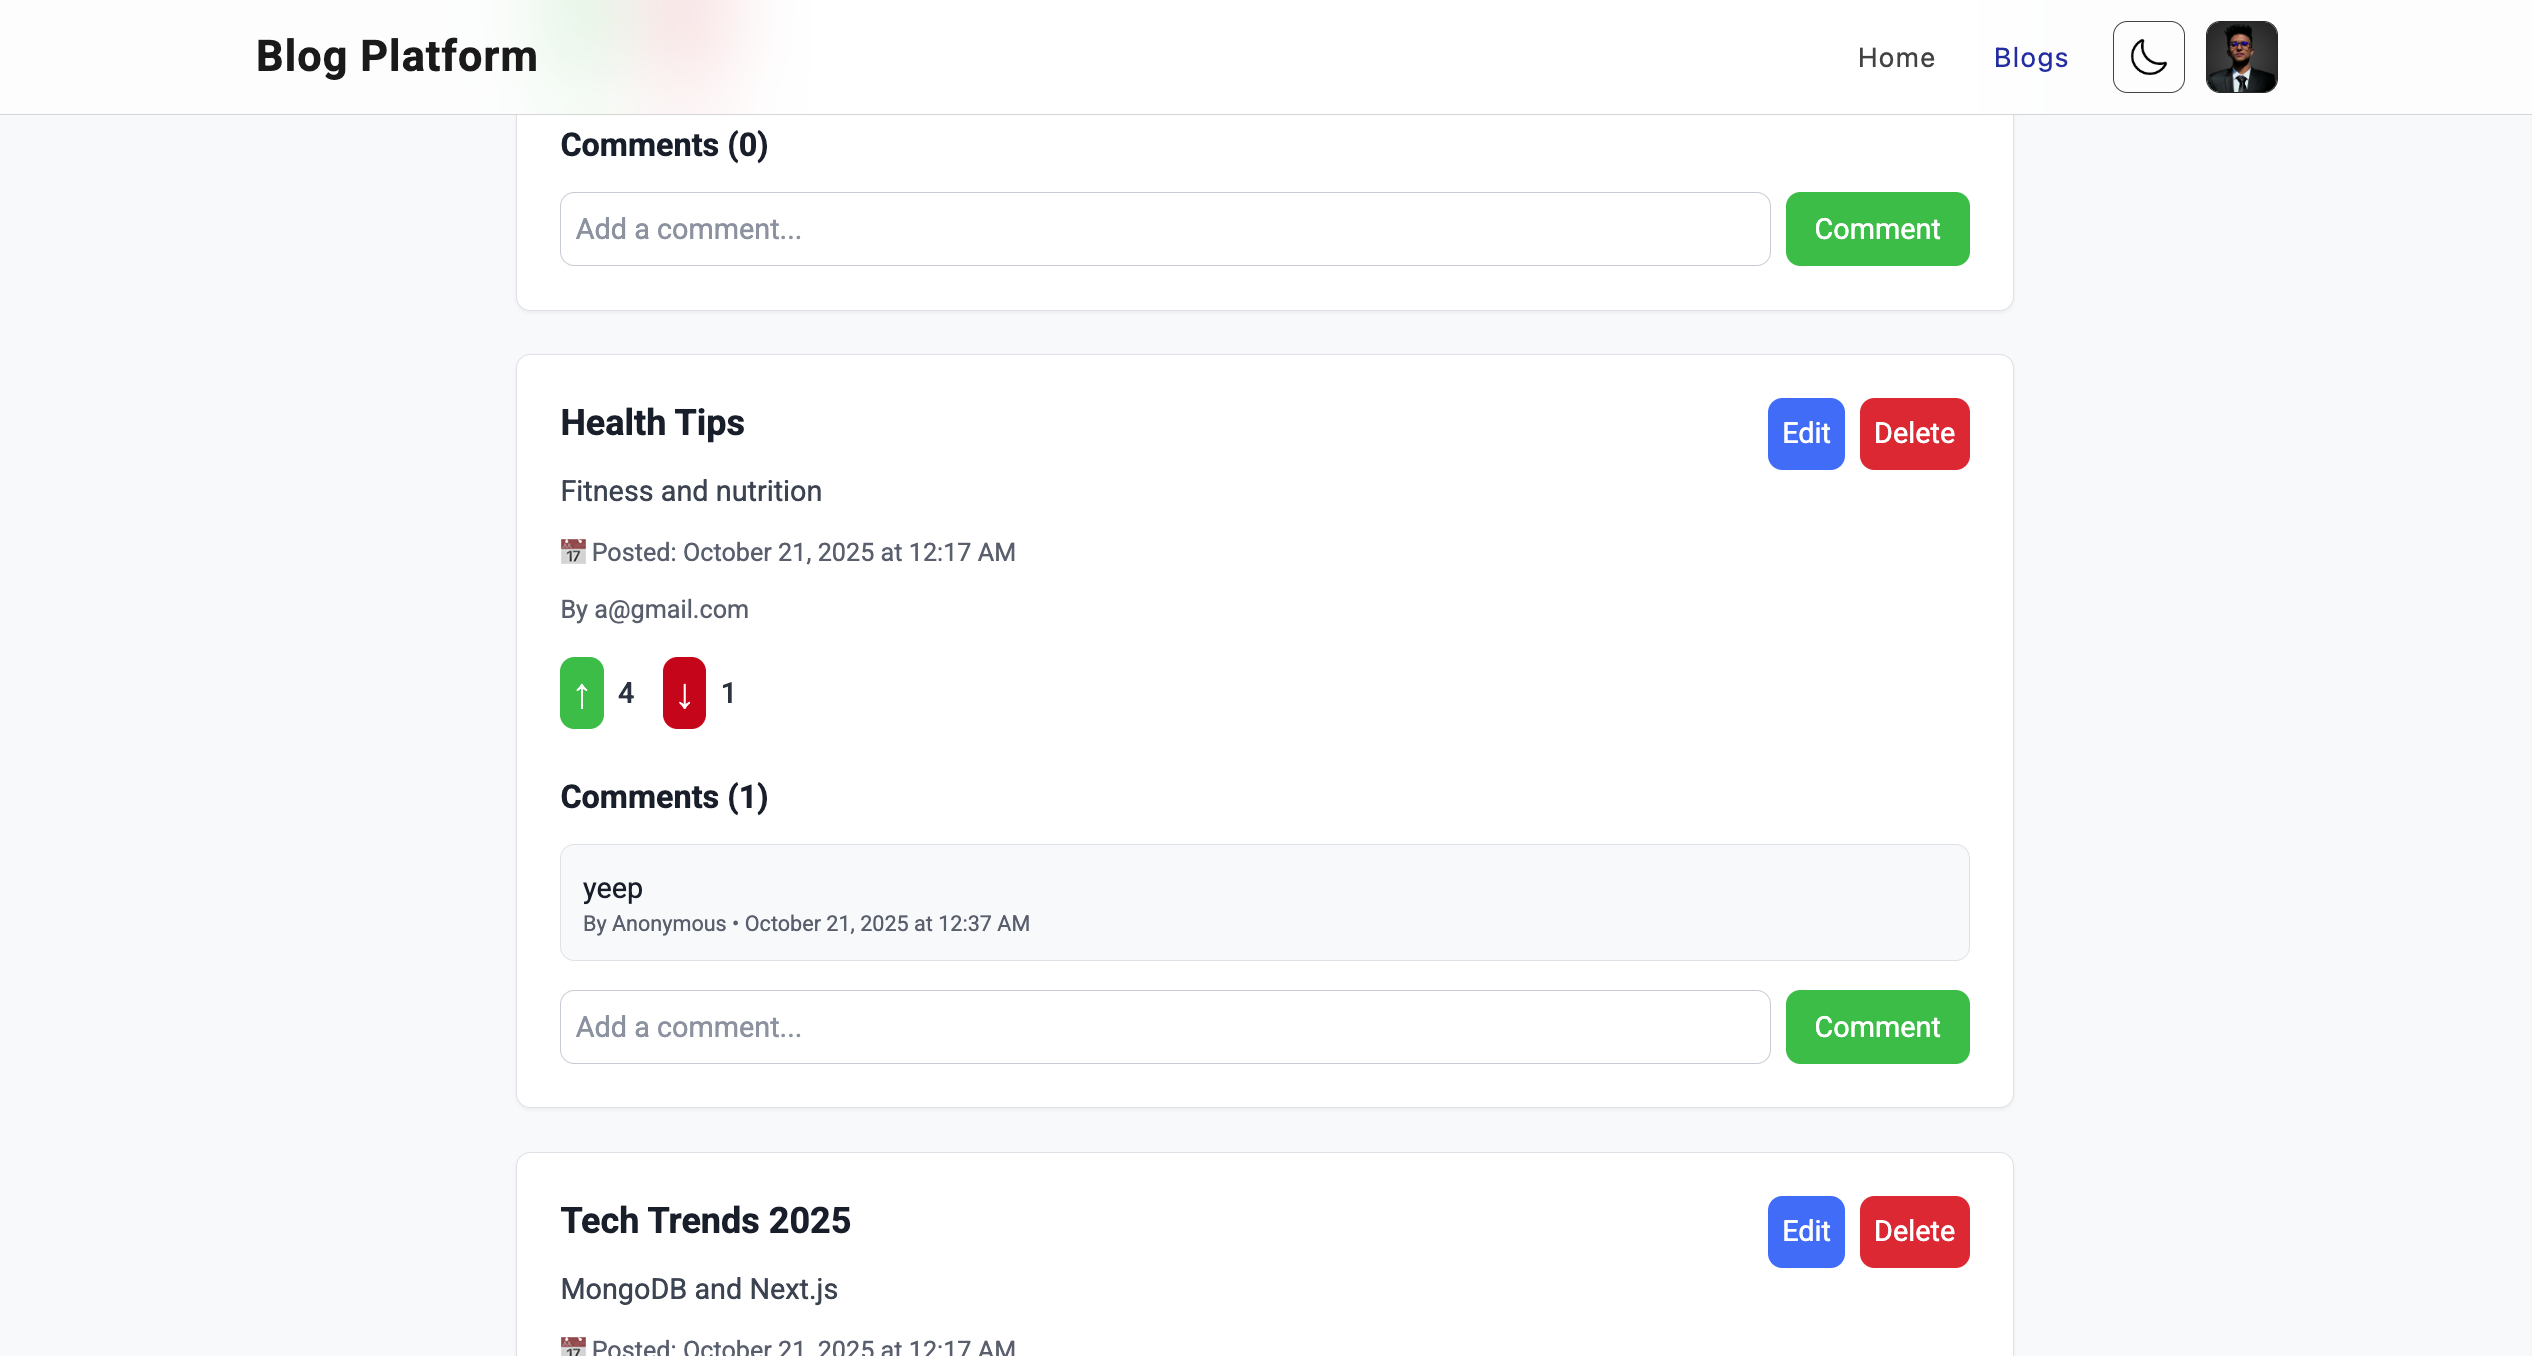 Blog Platform
Home
Blogs
Comments (0)
Add a comment...
Comment
Health Tips
Edit
Delete
Fitness and nutrition
📅 Posted: October 21, 2025 at 12:17 AM
By a@gmail.com
↑ 4 ↓ 1
Comments (1)
yeep
By Anonymous • October 21, 2025 at 12:37 AM
Add a comment...
Comment
Tech Trends 2025
Edit
Delete
MongoDB and Next.js
📅 Posted: October 21, 2025 at 12:17 AM